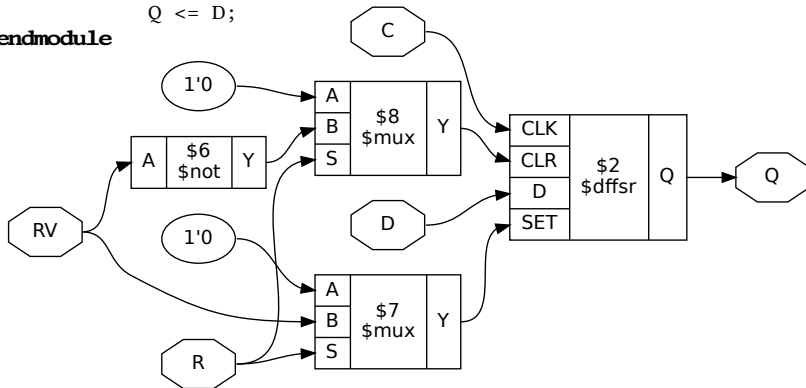 Q <= D;
endmodule
C
1'0
A
B
S
$8
$mux
Y
CLK
CLR
D
SET
$2
$dffsr
Q
Q
A
$6
$not
Y
D
RV
1'0
A
B
S
$7
$mux
Y
R